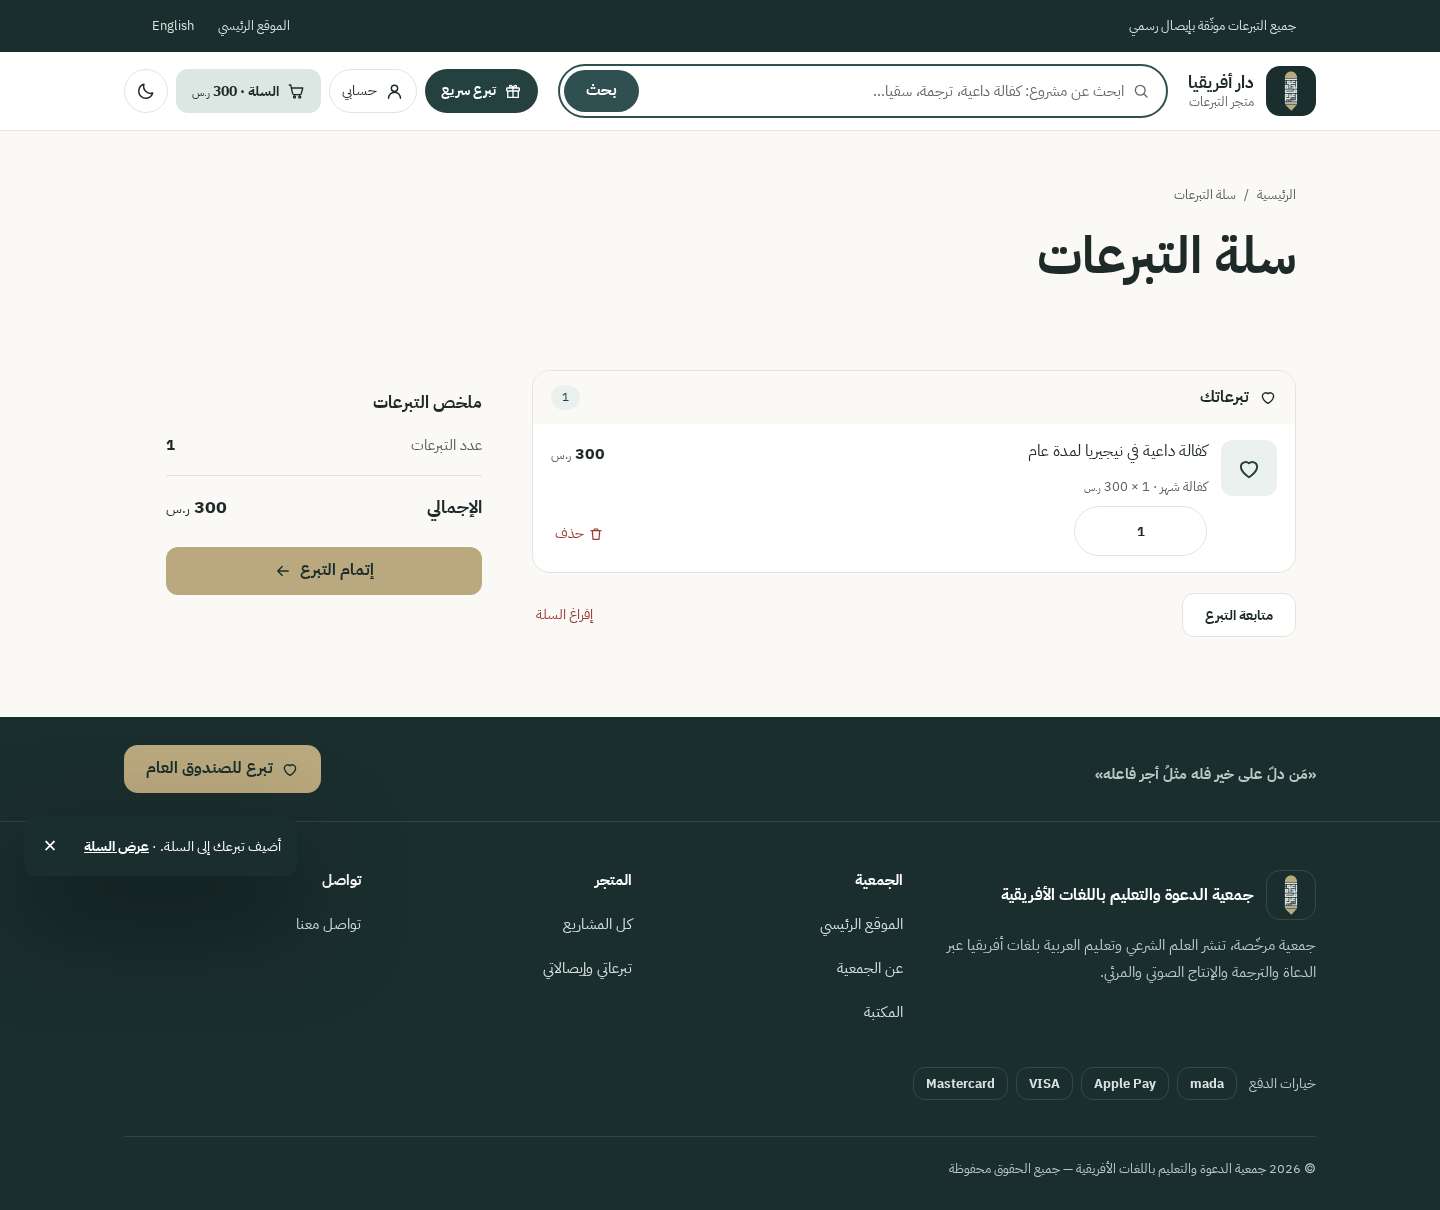 جميع التبرعات موثّقة بإيصال رسمي
الموقع الرئيسي
English
دار أفريقيا
متجر التبرعات
ابحث عن مشروع: كفالة داعية، ترجمة، سقيا...
بحث
تبرع سريع
حسابي
السلة · 300 ر.س
الرئيسية / سلة التبرعات
سلة التبرعات
تبرعاتك
1
كفالة داعية في نيجيريا لمدة عام
300 ر.س
كفالة شهر · 1 × 300 ر.س
1
حذف
متابعة التبرع
إفراغ السلة
ملخص التبرعات
عدد التبرعات 1
الإجمالي 300 ر.س
إتمام التبرع
«مَن دلّ على خير فله مثلُ أجر فاعله»
تبرع للصندوق العام
أضيف تبرعك إلى السلة. · عرض السلة
جمعية الدعوة والتعليم باللغات الأفريقية
جمعية مرخّصة، تنشر العلم الشرعي وتعليم العربية بلغات أفريقيا عبر
الدعاة والترجمة والإنتاج الصوتي والمرئي.
الجمعية
الموقع الرئيسي
عن الجمعية
المكتبة
المتجر
كل المشاريع
تبرعاتي وإيصالاتي
تواصل
تواصل معنا
خيارات الدفع
mada
Apple Pay
VISA
Mastercard
© 2026 جمعية الدعوة والتعليم باللغات الأفريقية — جميع الحقوق محفوظة